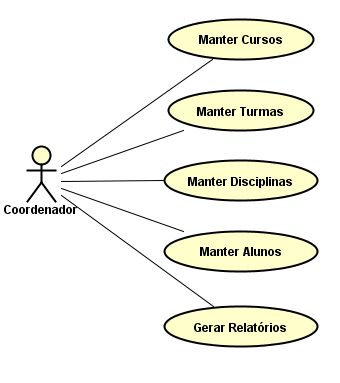 Manter Cursos
Manter Turmas
Manter Disciplinas
Coordenador
Manter Alunos
Gerar Relatórios